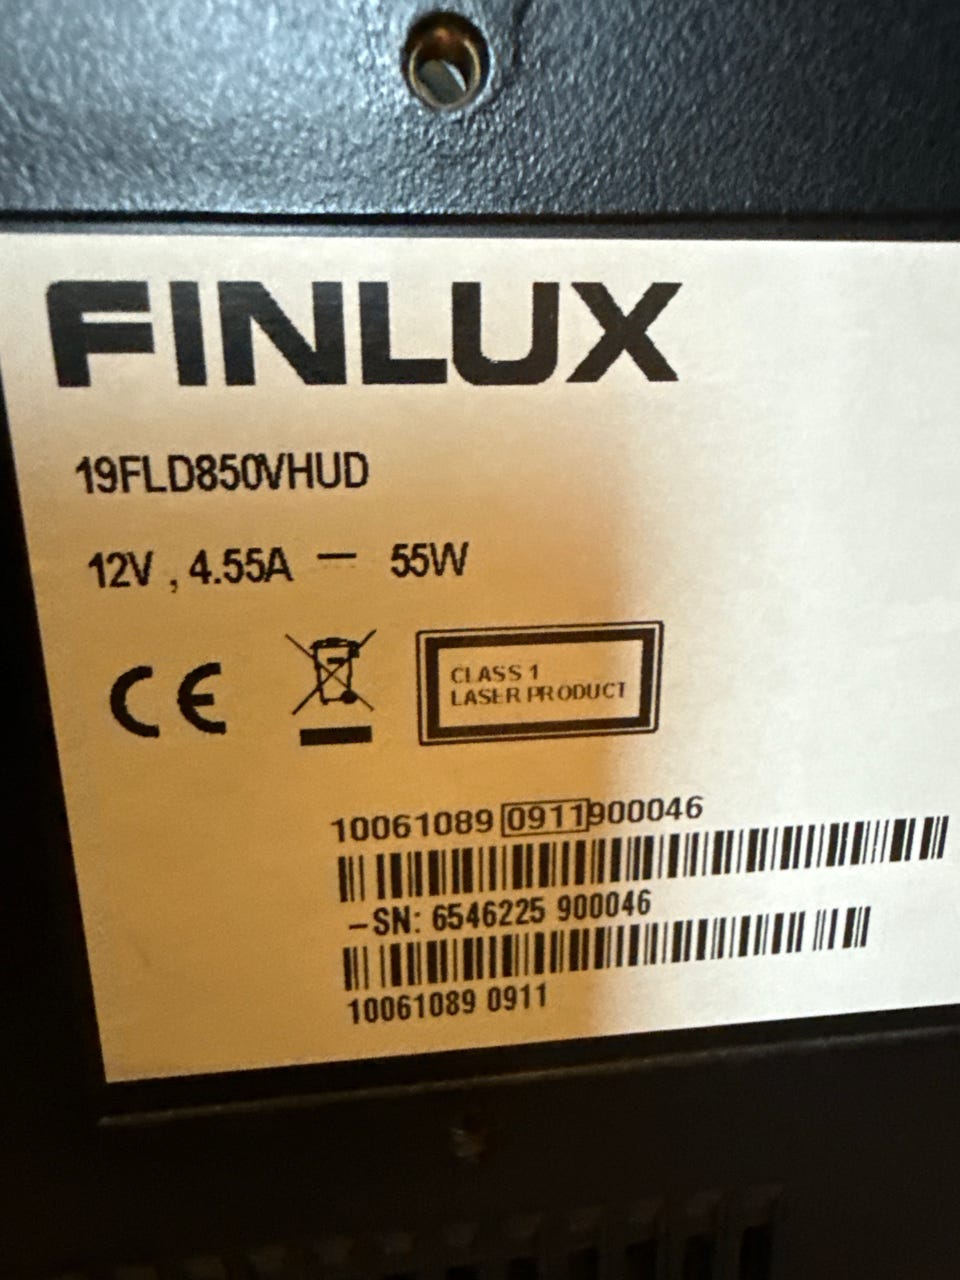 FINLUX
19FLD850VHUD
12V , 4.55A — 55W
CE
CLASS 1
LASER PRODUCT
10061089 0911 900046
–SN: 6546225 900046
10061089 0911